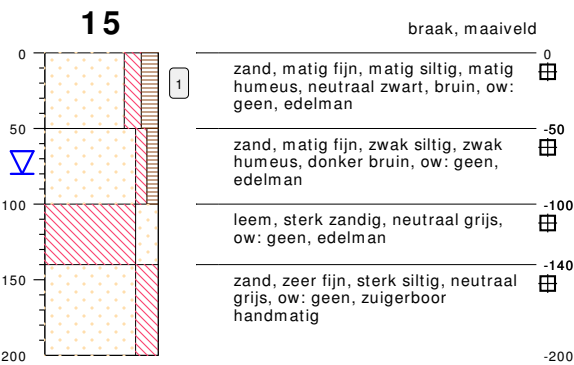 15
braak, maaiveld
0
0
zand, matig fijn, matig siltig, matig
humeus, neutraal zwart, bruin, ow:
geen, edelman
1
50
-50
zand, matig fijn, zwak siltig, zwak
humeus, donker bruin, ow: geen,
edelman
100
-100
leem, sterk zandig, neutraal grijs,
ow: geen, edelman
-140
150
zand, zeer fijn, sterk siltig, neutraal
grijs, ow: geen, zuigerboor
handmatig
200
-200